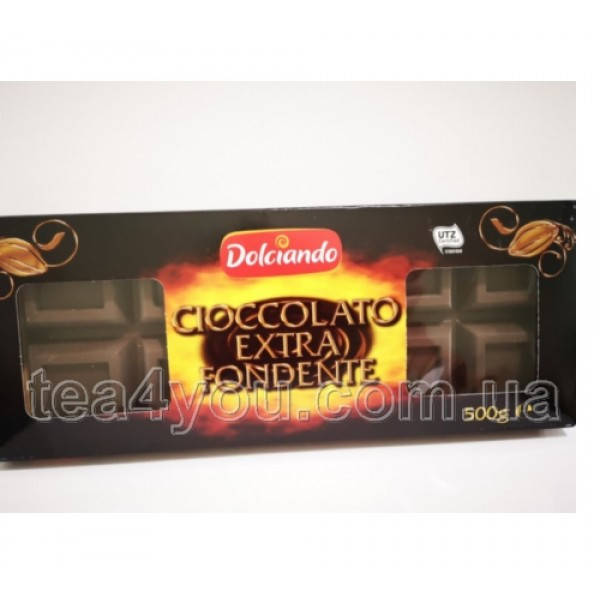 Dolciando
UTZ
CIOCCOLATO
EXTRA
FONDENTE
tea4you.com.ua
500g e